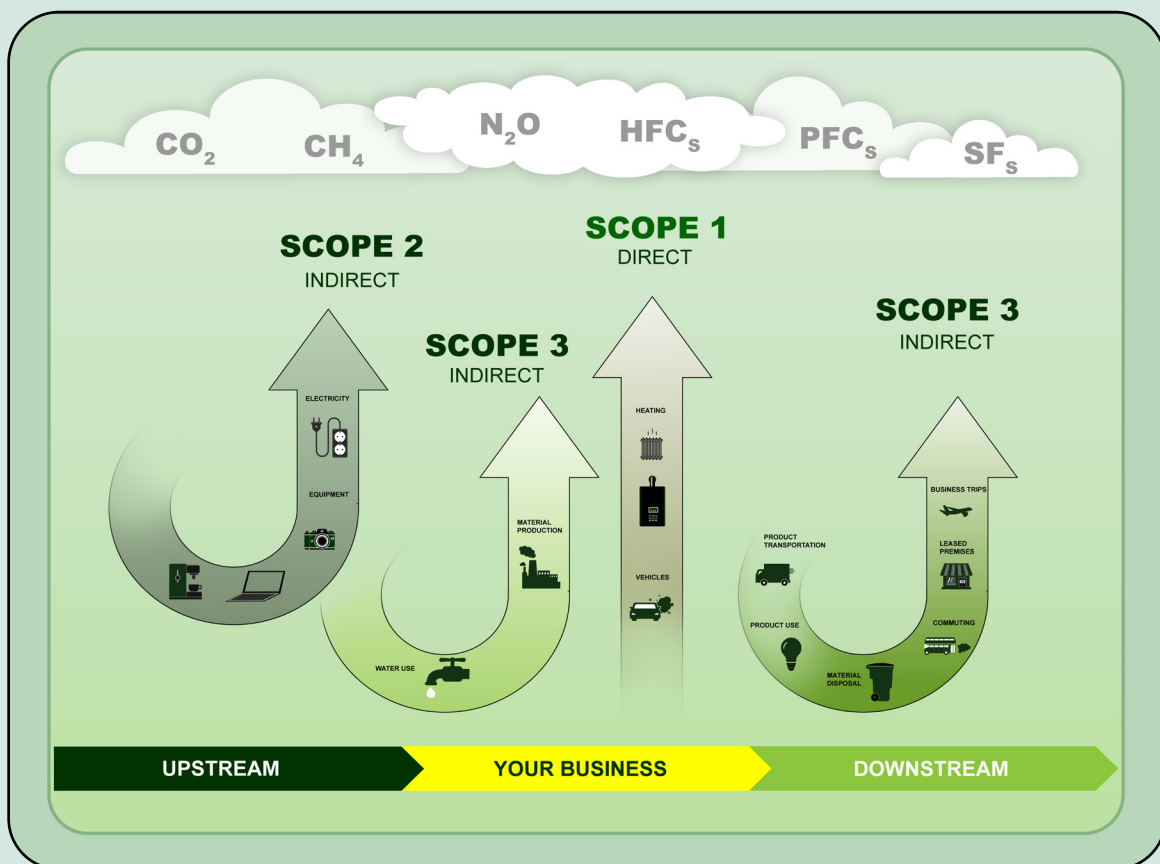 CO₂
CH₄
N₂O
HFCₛ
PFCₛ
SFₛ
SCOPE 2
INDIRECT
SCOPE 3
INDIRECT
SCOPE 1
DIRECT
SCOPE 3
INDIRECT
ELECTRICITY
EQUIPMENT
MATERIAL
PRODUCTION
WATER USE
HEATING
VEHICLES
PRODUCT
TRANSPORTATION
PRODUCT USE
MATERIAL
DISPOSAL
BUSINESS TRIPS
LEASED
PREMISES
COMMUTING
UPSTREAM
YOUR BUSINESS
DOWNSTREAM